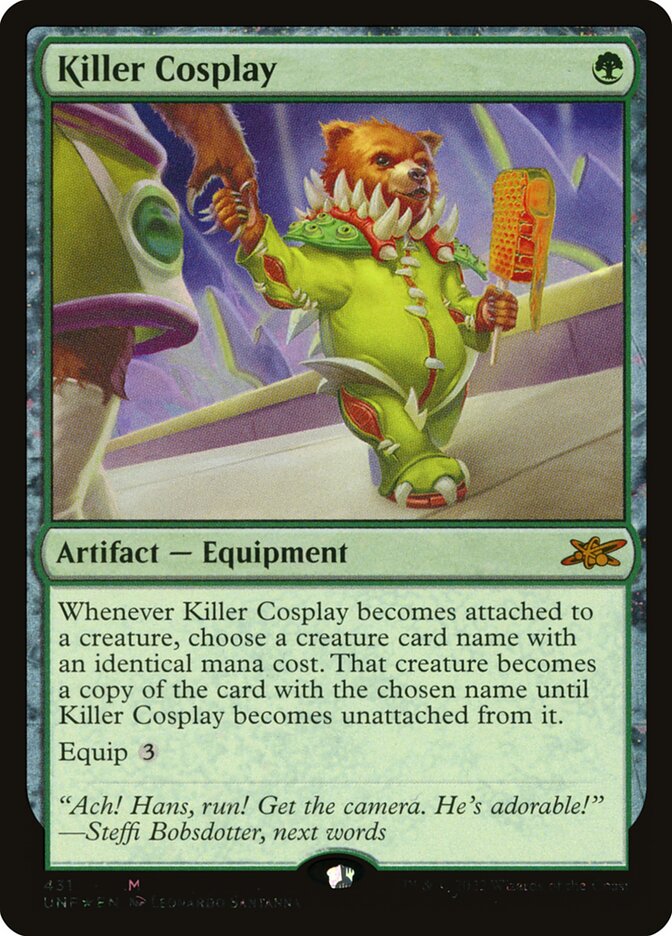 Killer Cosplay
Artifact — Equipment
Whenever Killer Cosplay becomes attached to
a creature, choose a creature card name with
an identical mana cost. That creature becomes
a copy of the card with the chosen name until
Killer Cosplay becomes unattached from it.
Equip 3
“Ach! Hans, run! Get the camera. He’s adorable!”
—Steffi Bobsdotter, next words
431 M
UNF EN Leonardo Santanna